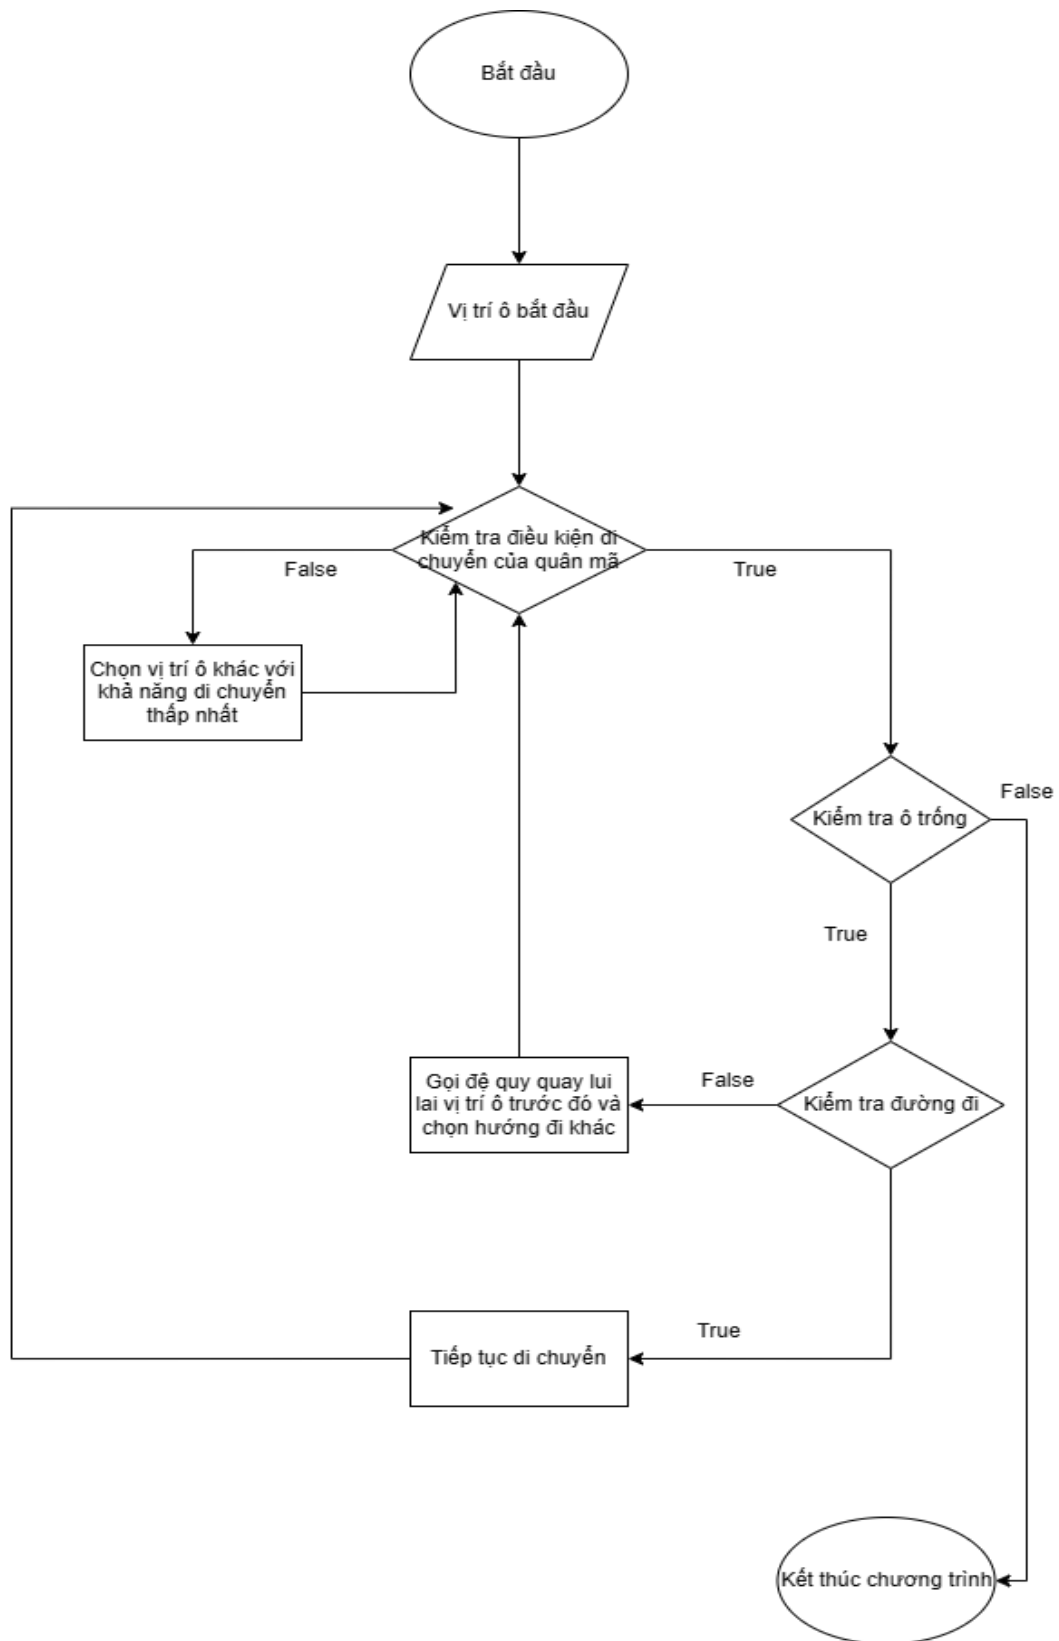 Bắt đầu
Vị trí ô bắt đầu
Kiểm tra điều kiện di
chuyển của quân mã
False
True
Chọn vị trí ô khác với
khả năng di chuyển
thấp nhất
False
Kiểm tra ô trống
True
Gọi đệ quy quay lui
lai vị trí ô trước đó và
chọn hướng đi khác
False
Kiểm tra đường đi
True
Tiếp tục di chuyển
Kết thúc chương trình